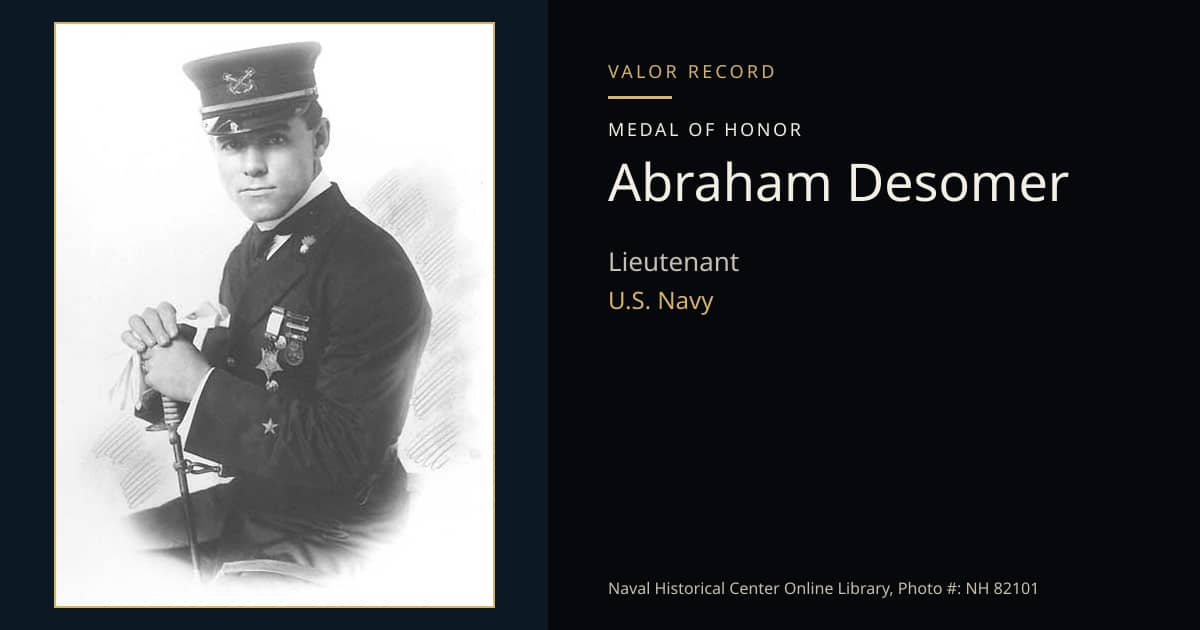 VALOR RECORD
MEDAL OF HONOR
Abraham Desomer
Lieutenant
U.S. Navy
Naval Historical Center Online Library, Photo #: NH 82101